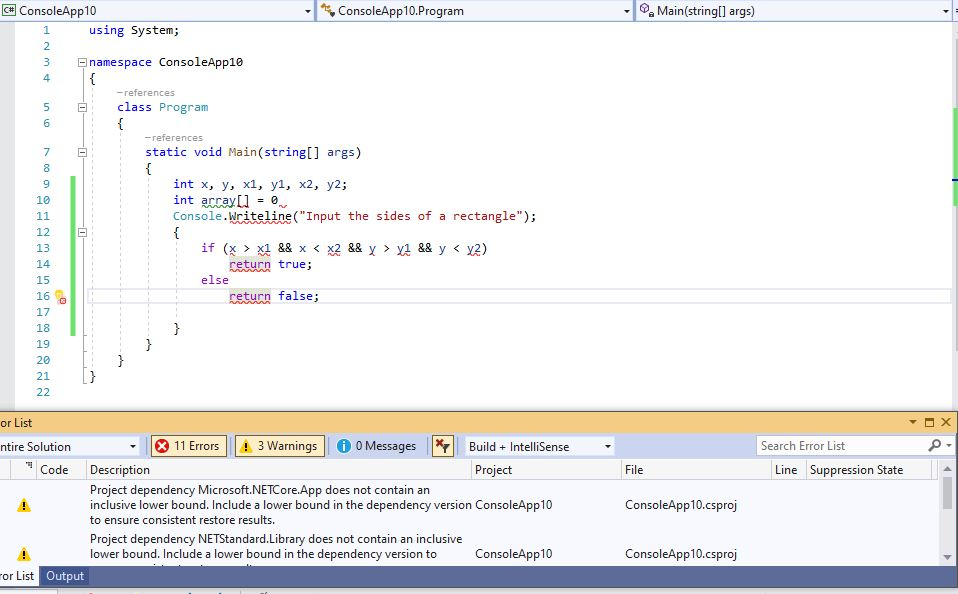 C# ConsoleApp10 ConsoleApp10.Program Main(string[] args)
1 using System;
2
3 namespace ConsoleApp10
4 {
–references
5 class Program
6 {
–references
7 static void Main(string[] args)
8 {
9 int x, y, x1, y1, x2, y2;
10 int array[] = 0
11 Console.Writeline("Input the sides of a rectangle");
12 {
13 if (x > x1 && x < x2 && y > y1 && y < y2)
14 return true;
15 else
16 return false;
17
18 }
19 }
20 }
21 }
22
or List
ntire Solution 11 Errors 3 Warnings 0 Messages Build + IntelliSense Search Error List
Code Description Project File Line Suppression State
Project dependency Microsoft.NETCore.App does not contain an
inclusive lower bound. Include a lower bound in the dependency version ConsoleApp10 ConsoleApp10.csproj
to ensure consistent restore results.
Project dependency NETStandard.Library does not contain an inclusive
lower bound. Include a lower bound in the dependency version to ConsoleApp10 ConsoleApp10.csproj
ror List Output